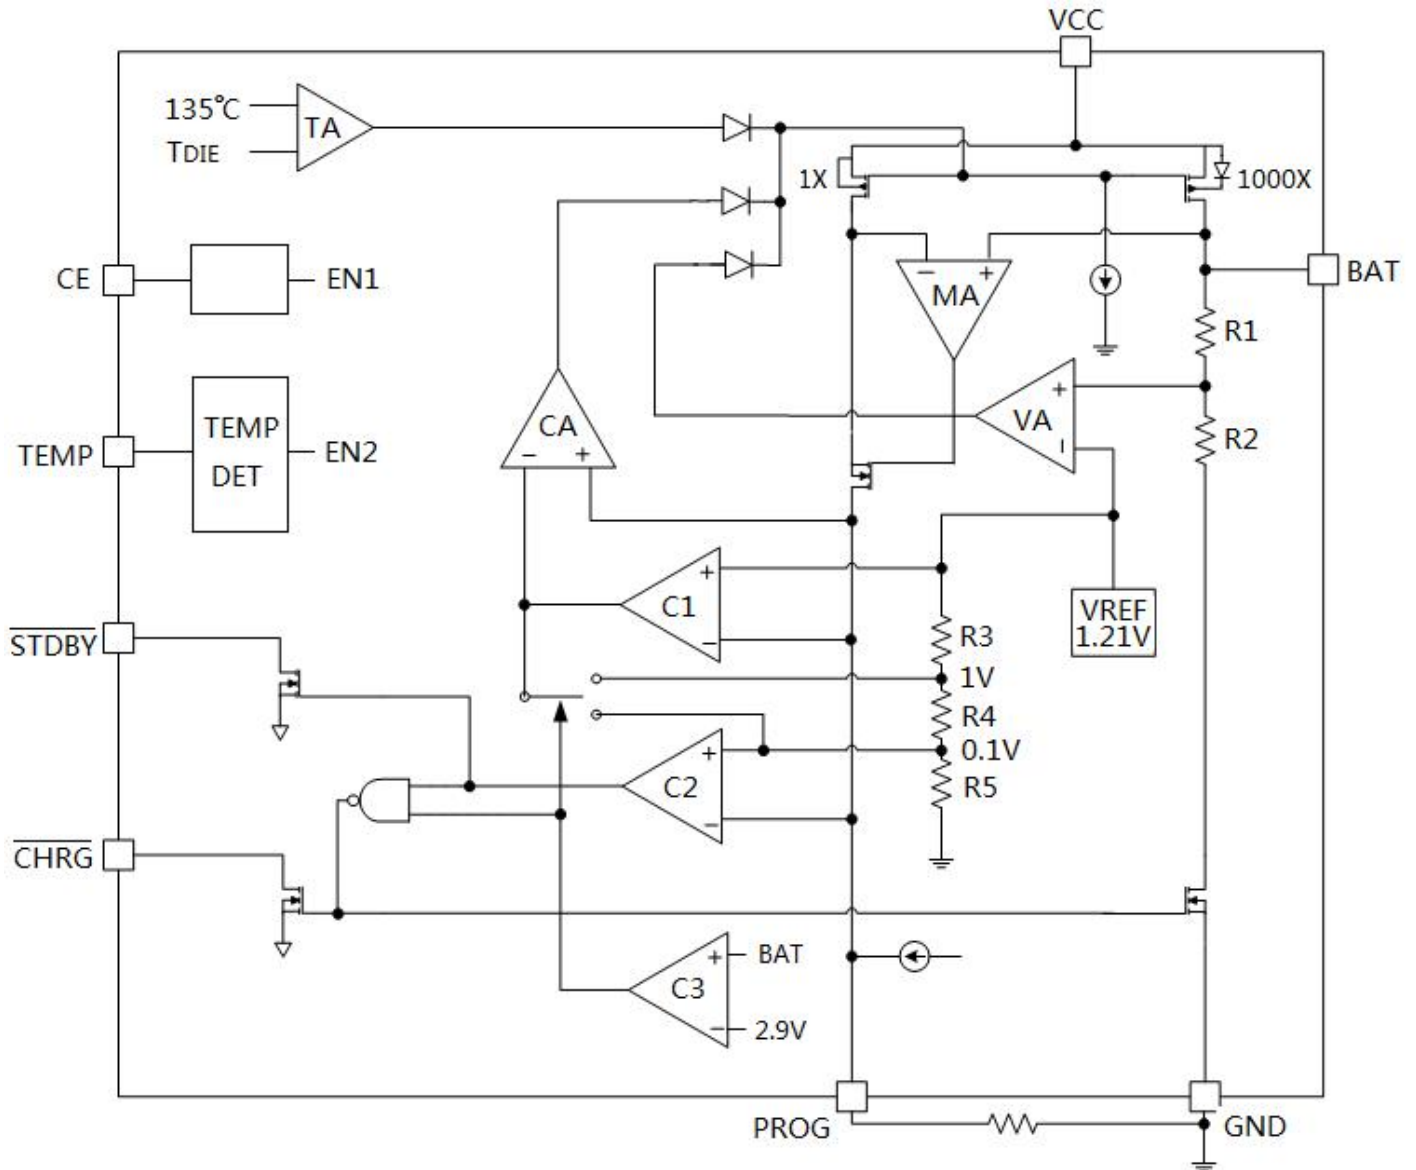 VCC
135℃
TA
TDIE
1X
1000X
CE
EN1
− +
MA
BAT
R1
CA
− +
+
VA
−
R2
TEMP
TEMP
DET
EN2
+
C1
−
VREF
1.21V
STDBY
R3
1V
R4
0.1V
R5
+
C2
−
CHRG
+
C3
−
BAT
2.9V
PROG
GND